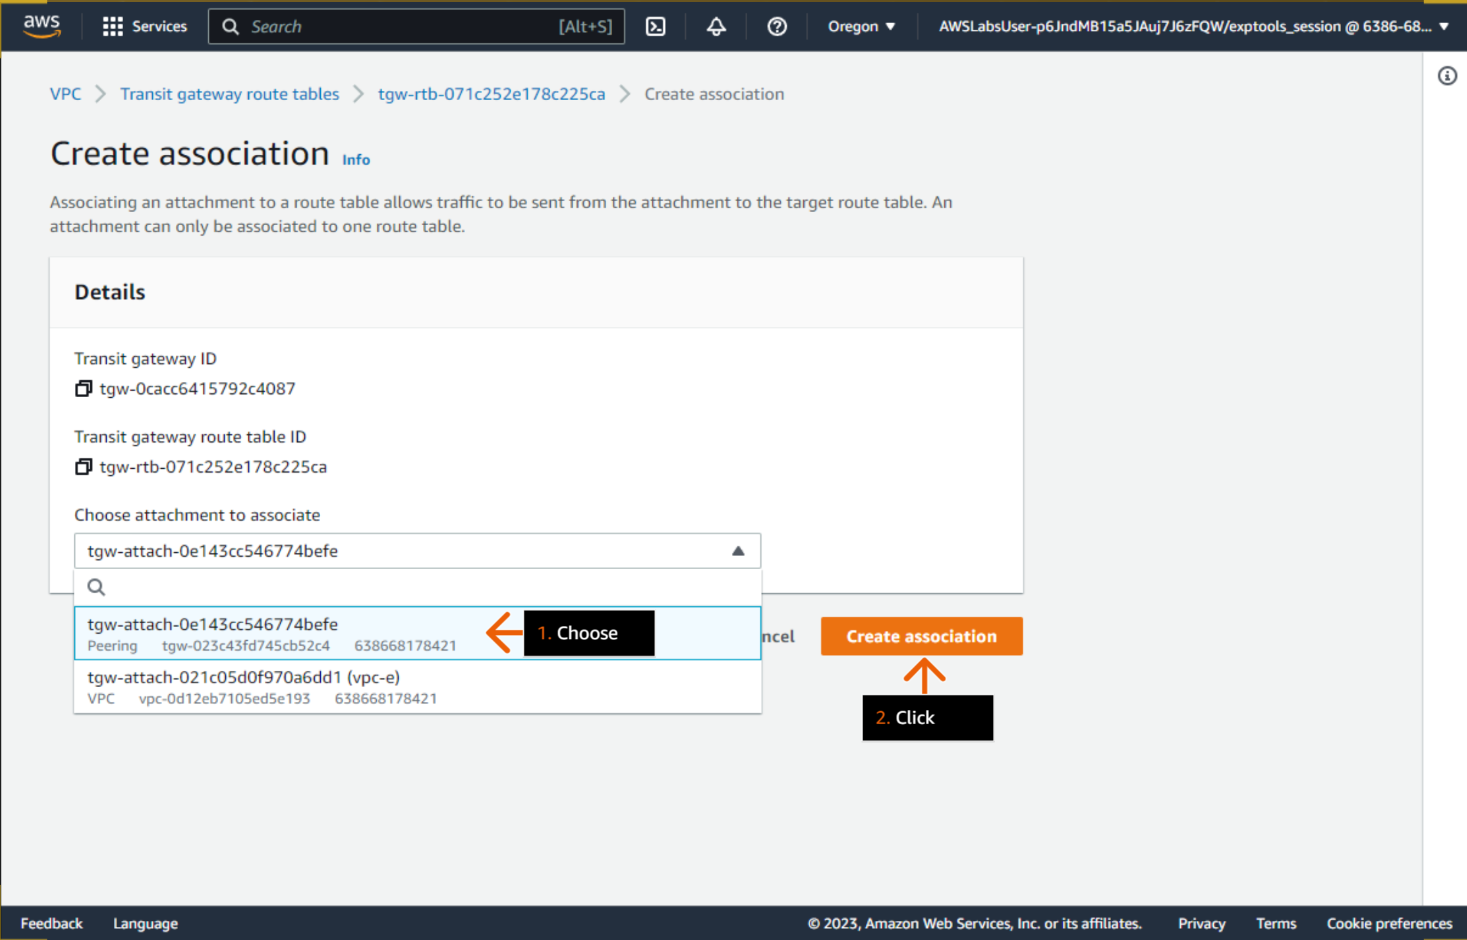 aws
Services
Search
[Alt+S]
Oregon
AWSLabsUser-p6JndMB15a5JAuj7J6zFQW/exptools_session @ 6386-68...
VPC
Transit gateway route tables
tgw-rtb-071c252e178c225ca
Create association
Create association Info
Associating an attachment to a route table allows traffic to be sent from the attachment to the target route table. An
attachment can only be associated to one route table.
Details
Transit gateway ID
tgw-0cacc6415792c4087
Transit gateway route table ID
tgw-rtb-071c252e178c225ca
Choose attachment to associate
tgw-attach-0e143cc546774befe
tgw-attach-0e143cc546774befe
Peering tgw-023c43fd745cb52c4 638668178421
1. Choose
ncel
Create association
tgw-attach-021c05d0f970a6dd1 (vpc-e)
VPC vpc-0d12eb7105ed5e193 638668178421
2. Click
Feedback
Language
© 2023, Amazon Web Services, Inc. or its affiliates.
Privacy
Terms
Cookie preferences